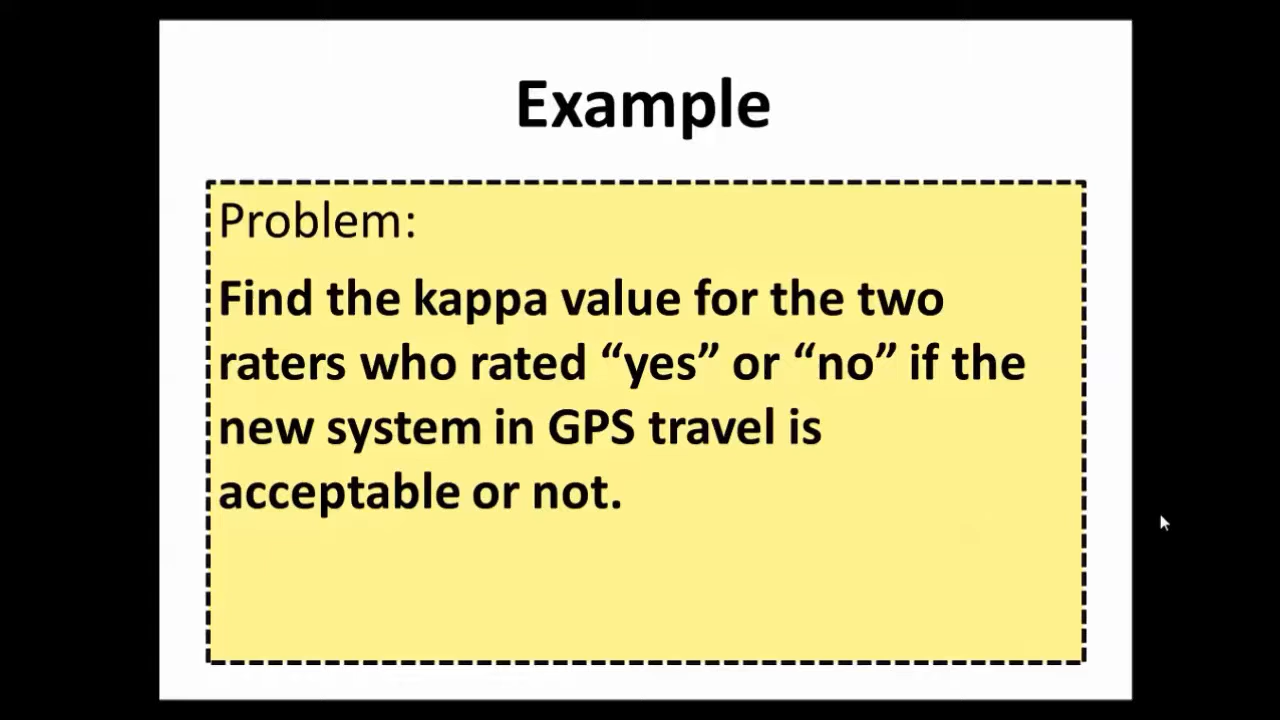 Example
Problem:
Find the kappa value for the two
raters who rated “yes” or “no” if the
new system in GPS travel is
acceptable or not.